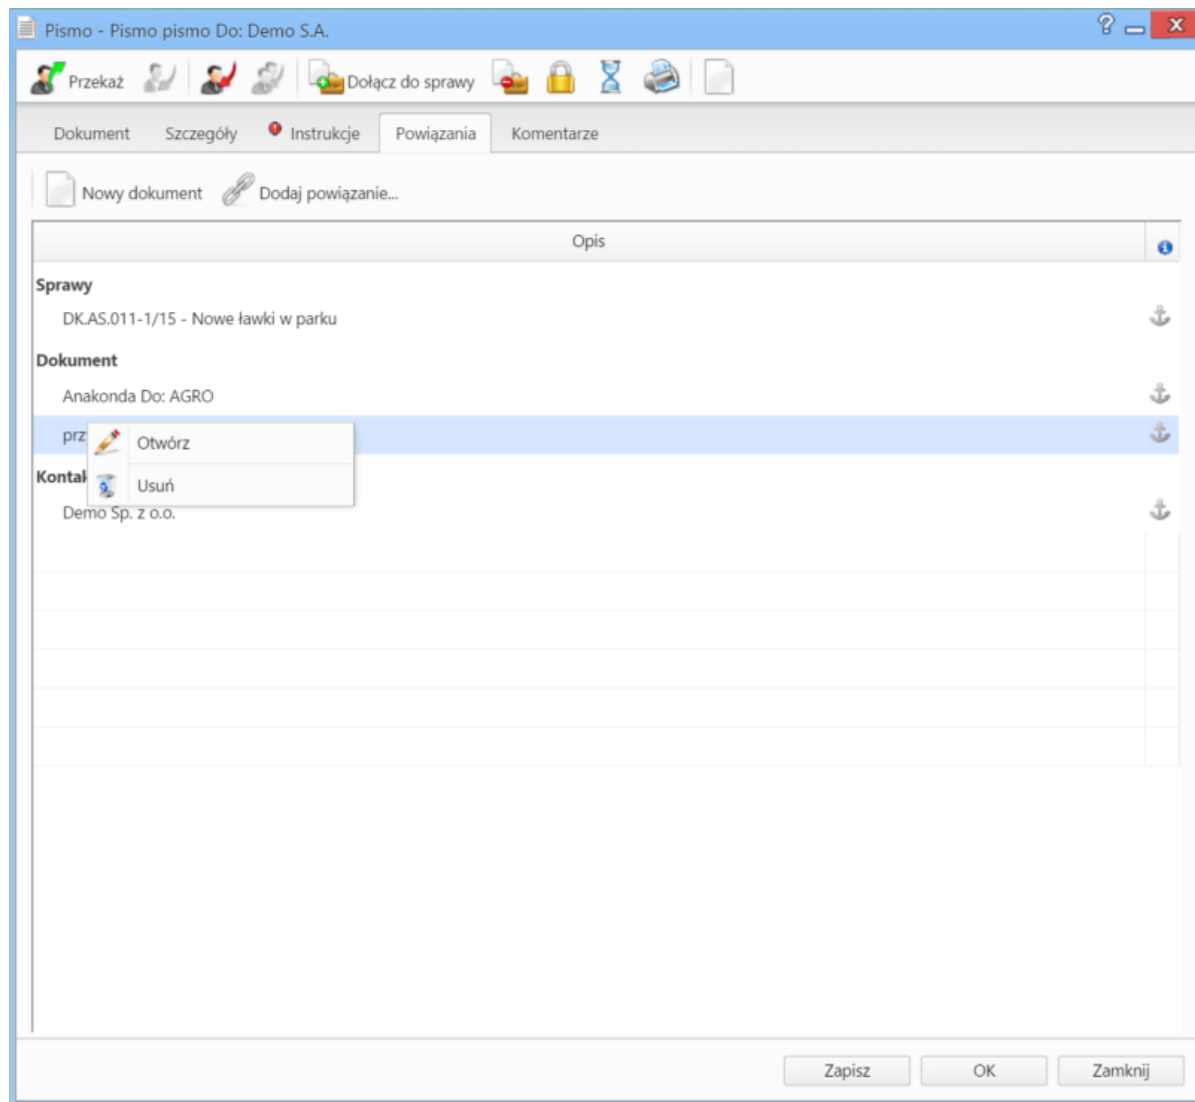 Pismo - Pismo pismo Do: Demo S.A.
Przekaż Dołącz do sprawy
Dokument Szczegóły Instrukcje Powiązania Komentarze
Nowy dokument Dodaj powiązanie...
Opis
Sprawy
DK.AS.011-1/15 - Nowe ławki w parku
Dokument
Anakonda Do: AGRO
Otwórz
Usuń
Demo Sp. z o.o.
Zapisz OK Zamknij